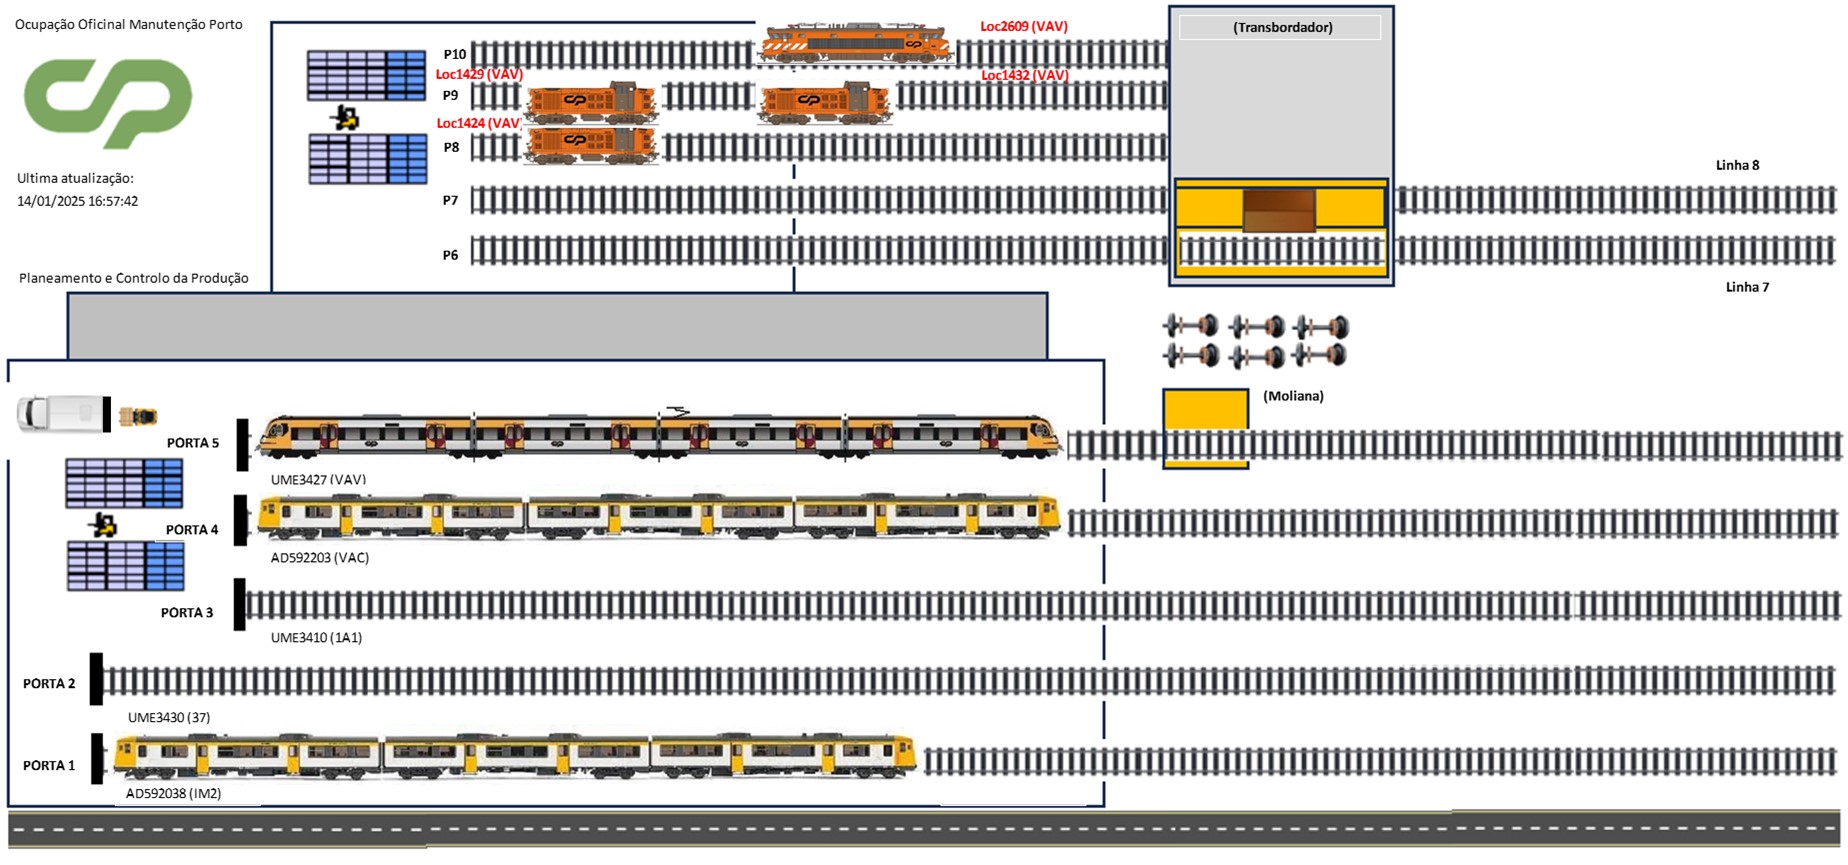 Ocupação Oficinal Manutenção Porto
Loc2609 (VAV)
(Transbordador)
P10
Loc1429 (VAV)
Loc1432 (VAV)
P9
Loc1424 (VAV)
P8
Linha 8
Ultima atualização:
14/01/2025 16:57:42
P7
P6
Planeamento e Controlo da Produção
Linha 7
(Moliana)
PORTA 5
UME3427 (VAV)
PORTA 4
AD592203 (VAC)
PORTA 3
UME3410 (1A1)
PORTA 2
UME3430 (37)
PORTA 1
AD592038 (IM2)